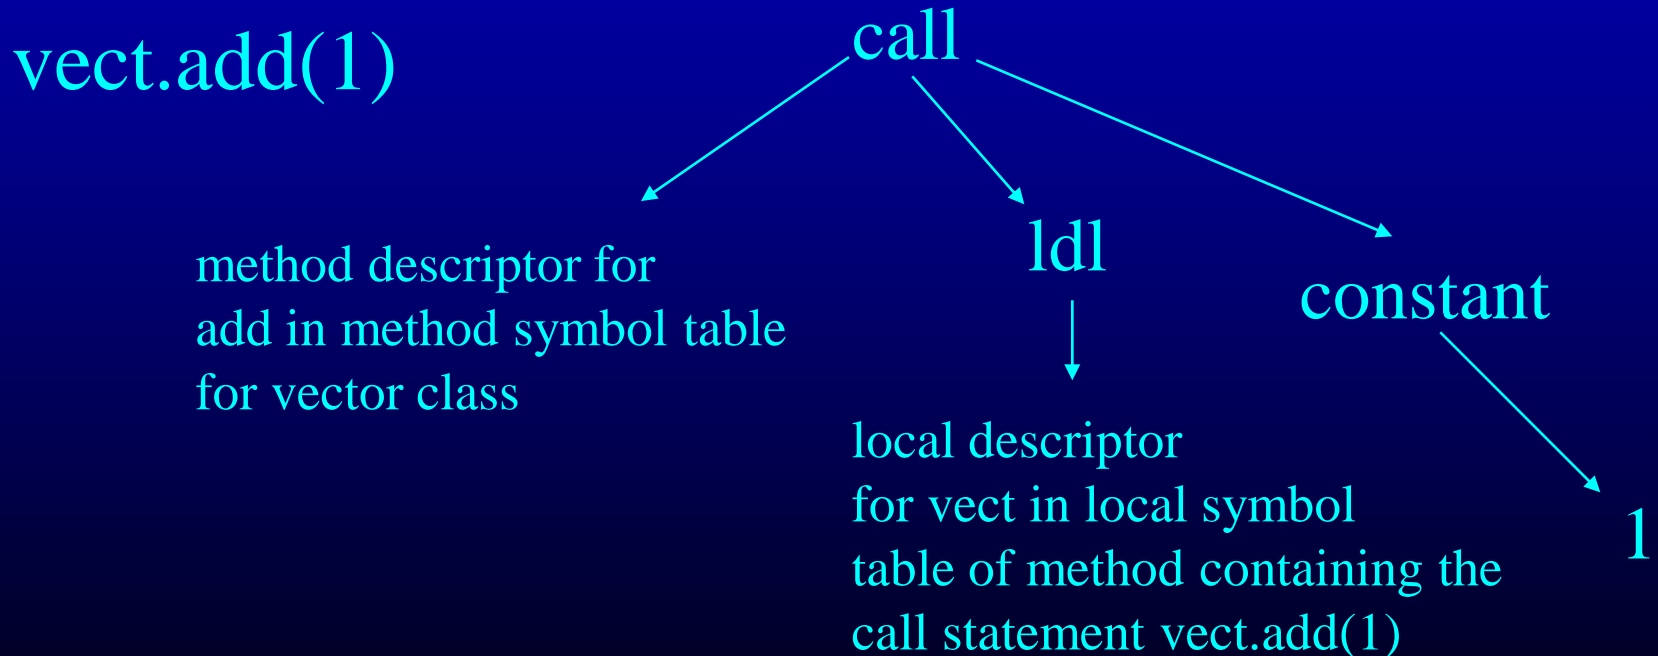 vect.add(1)
call
method descriptor for
add in method symbol table
for vector class
ldl
constant
local descriptor
for vect in local symbol
table of method containing the
call statement vect.add(1)
1